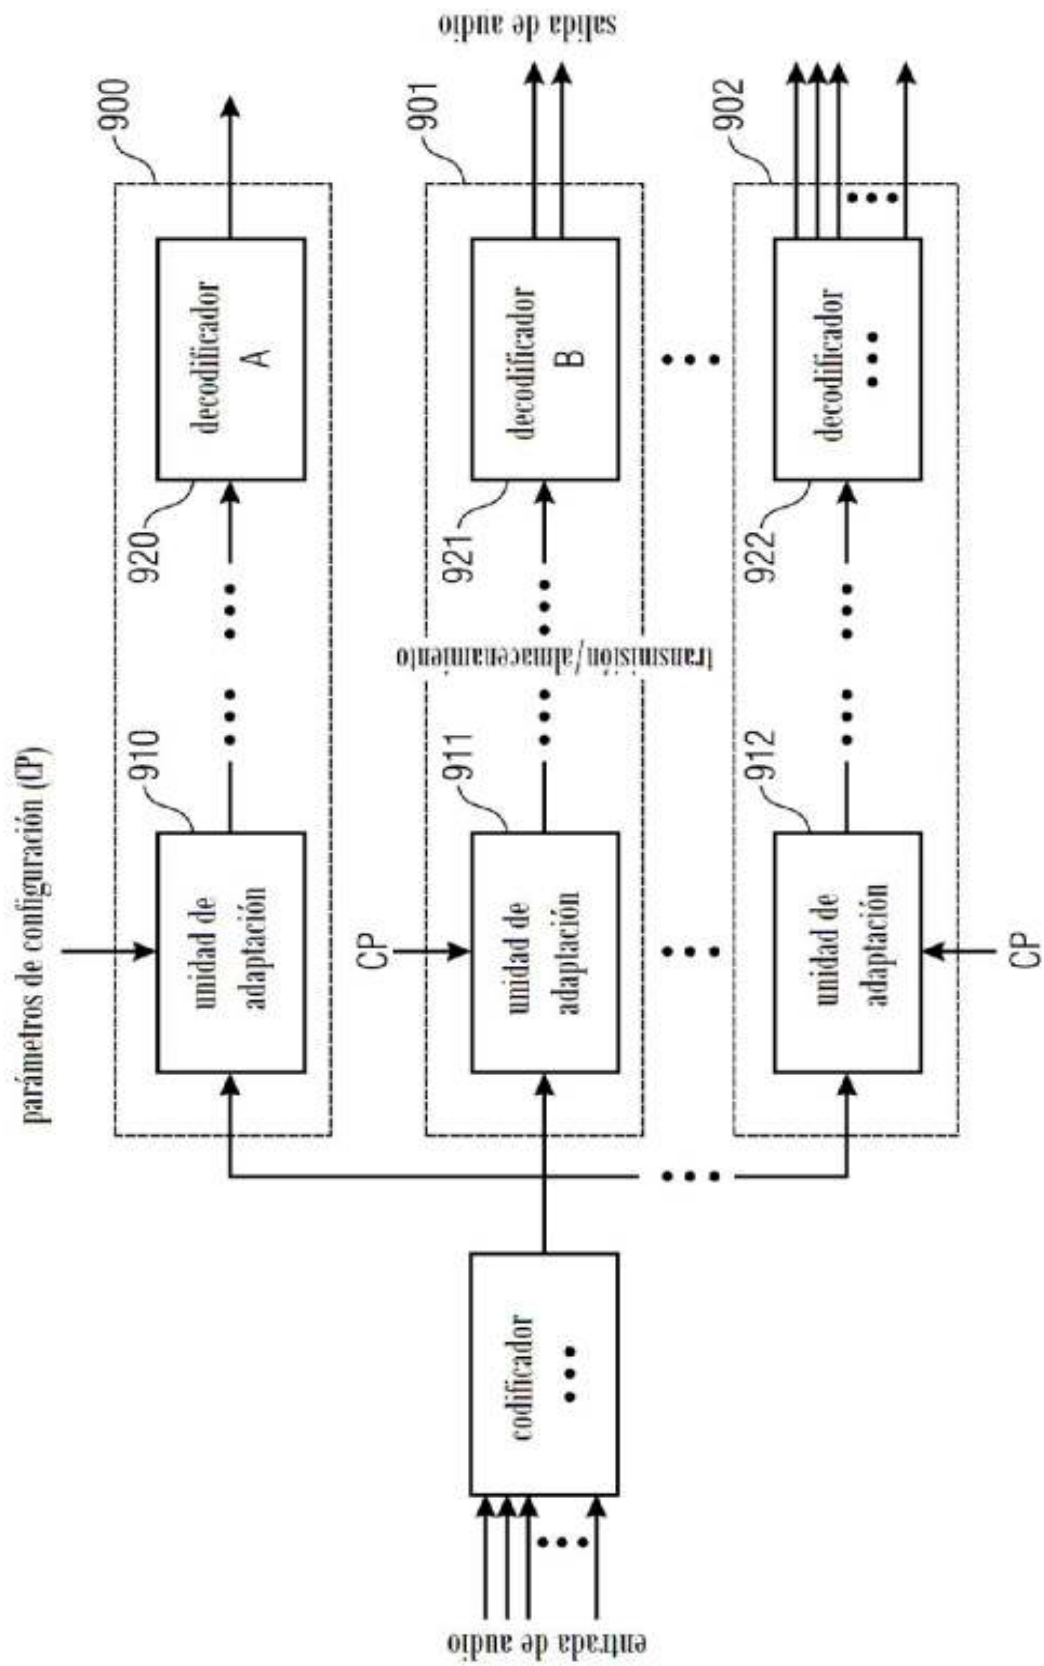 parámetros de configuración (CP)
900
910
920
unidad de
adaptación
decodificador
A
901
911
921
CP
unidad de
adaptación
transmisión/almacenamiento
decodificador
B
salida de audio
entrada de audio
codificador
902
912
922
unidad de
adaptación
decodificador
CP